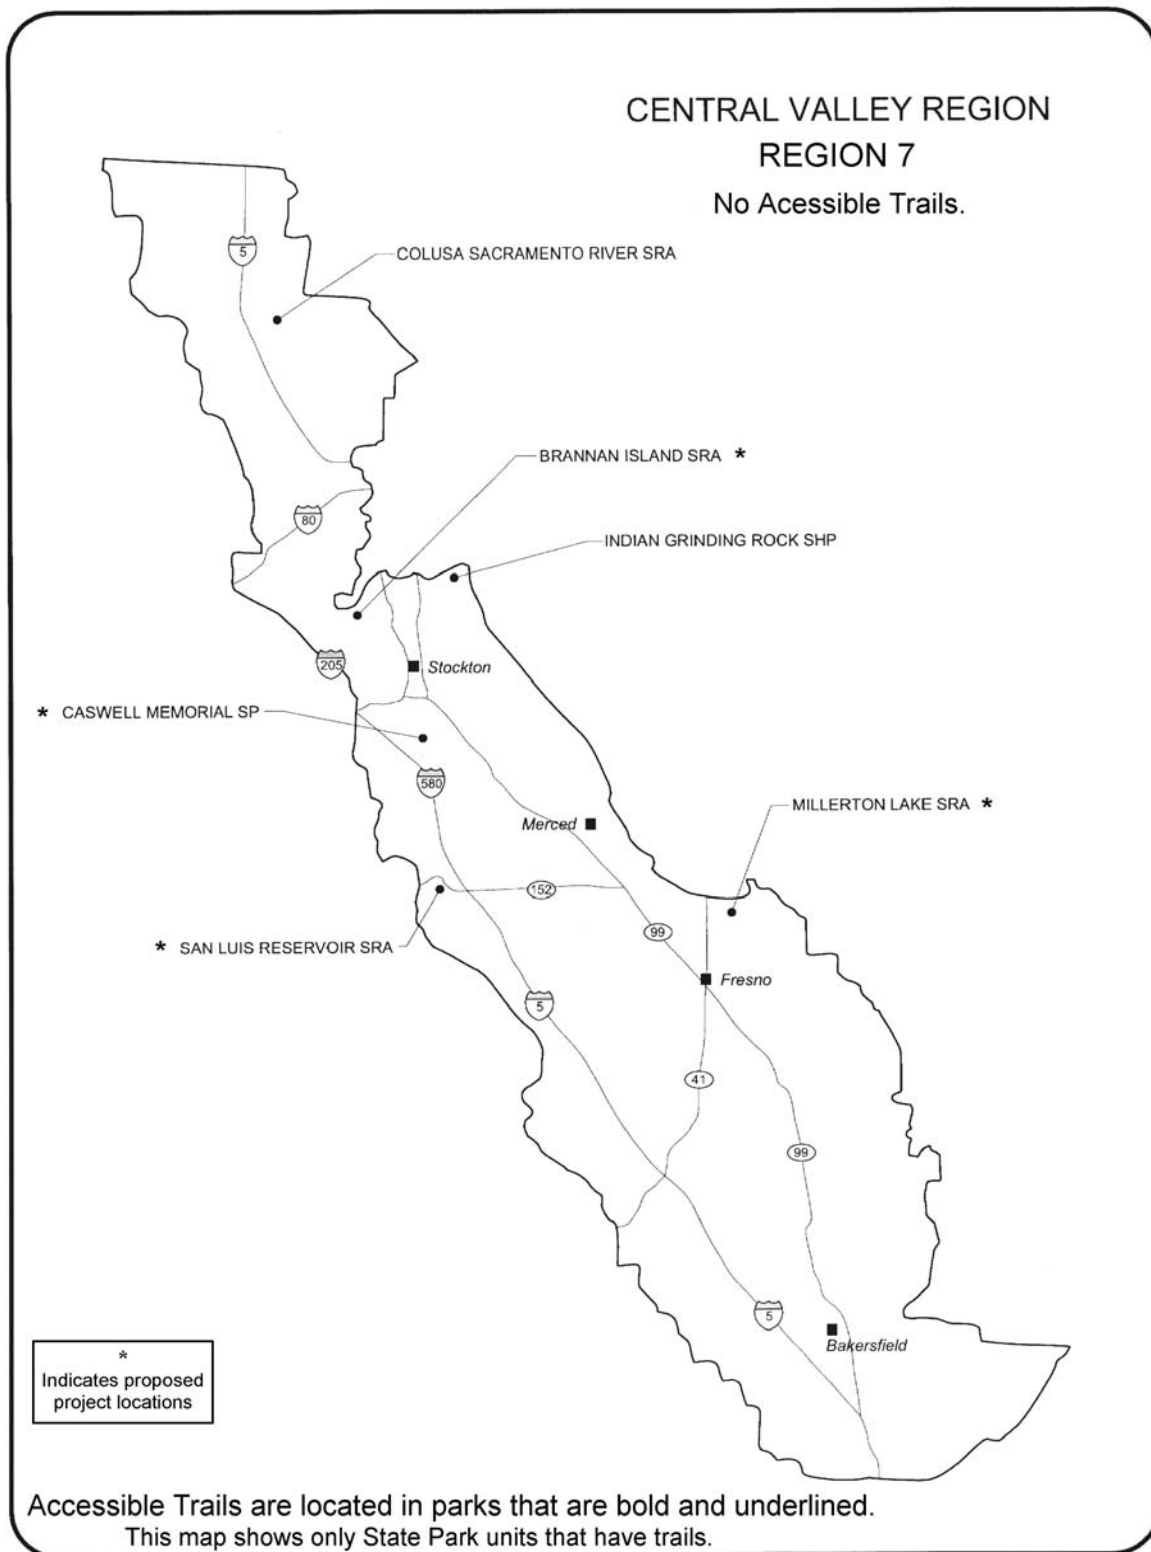 CENTRAL VALLEY REGION
REGION 7
No Acessible Trails.
5
COLUSA SACRAMENTO RIVER SRA
BRANNAN ISLAND SRA *
80
INDIAN GRINDING ROCK SHP
205
Stockton
* CASWELL MEMORIAL SP
580
MILLERTON LAKE SRA *
Merced
152
99
* SAN LUIS RESERVOIR SRA
Fresno
5
41
99
5
Bakersfield
*
Indicates proposed
project locations
Accessible Trails are located in parks that are bold and underlined.
This map shows only State Park units that have trails.